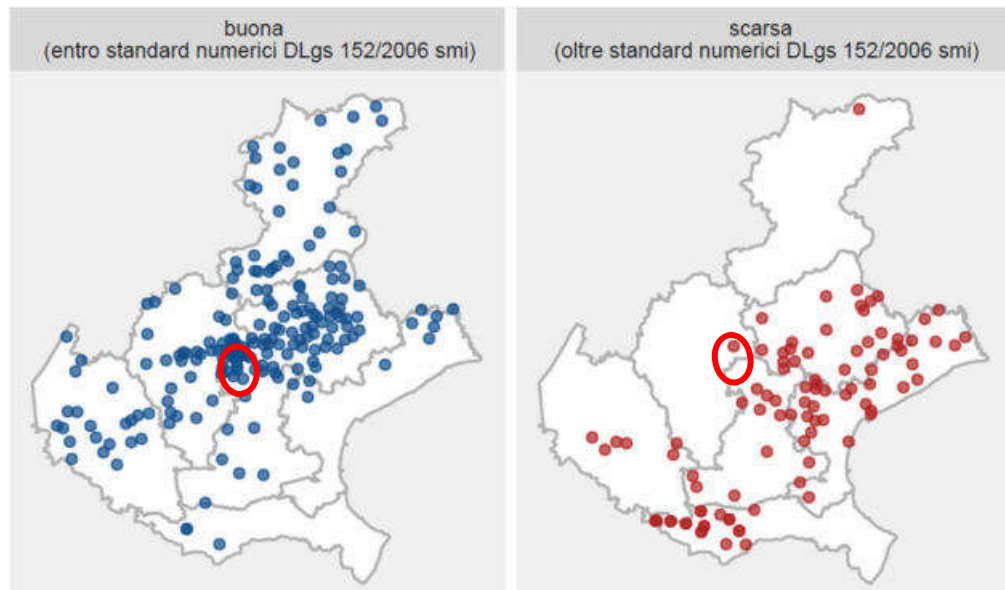 buona
(entro standard numerici DLgs 152/2006 smi)
scarsa
(oltre standard numerici DLgs 152/2006 smi)